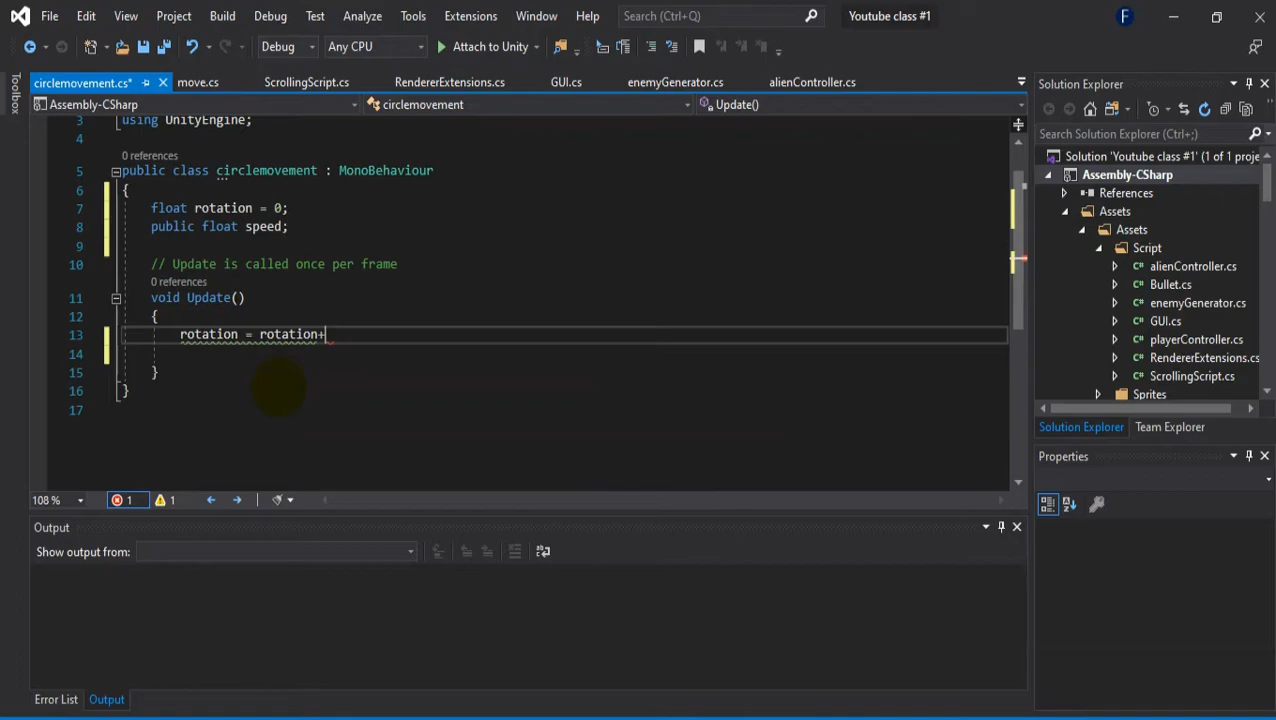 File Edit View Project Build Debug Test Analyze Tools Extensions Window Help Search (Ctrl+Q) Youtube class #1 F
Debug Any CPU Attach to Unity
Toolbox
circlemovement.cs* move.cs ScrollingScript.cs RendererExtensions.cs GUI.cs enemyGenerator.cs alienController.cs
Assembly-CSharp circlemovement Update()
3 using UnityEngine;
4
0 references
5 public class circlemovement : MonoBehaviour
6 {
7 float rotation = 0;
8 public float speed;
9
10 // Update is called once per frame
0 references
11 void Update()
12 {
13 rotation = rotation+
14
15 }
16 }
17
108 % 1 1
Output
Show output from:
Error List Output
Solution Explorer
Search Solution Explorer (Ctrl+;)
Solution 'Youtube class #1' (1 of 1 proje
Assembly-CSharp
References
Assets
Assets
Script
alienController.cs
Bullet.cs
enemyGenerator.cs
GUI.cs
playerController.cs
RendererExtensions.cs
ScrollingScript.cs
Sprites
Solution Explorer Team Explorer
Properties